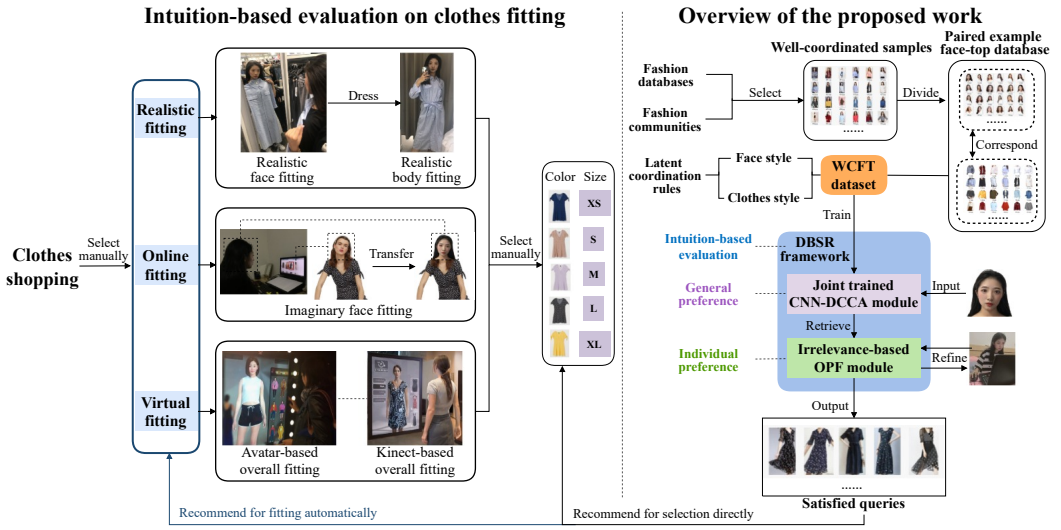 Intuition-based evaluation on clothes fitting
Clothes
shopping
Select
manually
Realistic
fitting
Online
fitting
Virtual
fitting
Dress
Realistic
face fitting
Realistic
body fitting
Transfer
Imaginary face fitting
Avatar-based
overall fitting
Kinect-based
overall fitting
Select
manually
Color
Size
XS
S
M
L
XL
Recommend for fitting automatically
Recommend for selection directly
Overview of the proposed work
Fashion
databases
Fashion
communities
Select
Well-coordinated samples
......
Divide
Paired example
face-top database
......
Correspond
......
Latent
coordination
rules
Face style
Clothes style
WCFT
dataset
Train
Intuition-based
evaluation
DBSR
framework
General
preference
Joint trained
CNN-DCCA module
Input
Retrieve
Individual
preference
Irrelevance-based
OPF module
Refine
Output
......
Satisfied queries